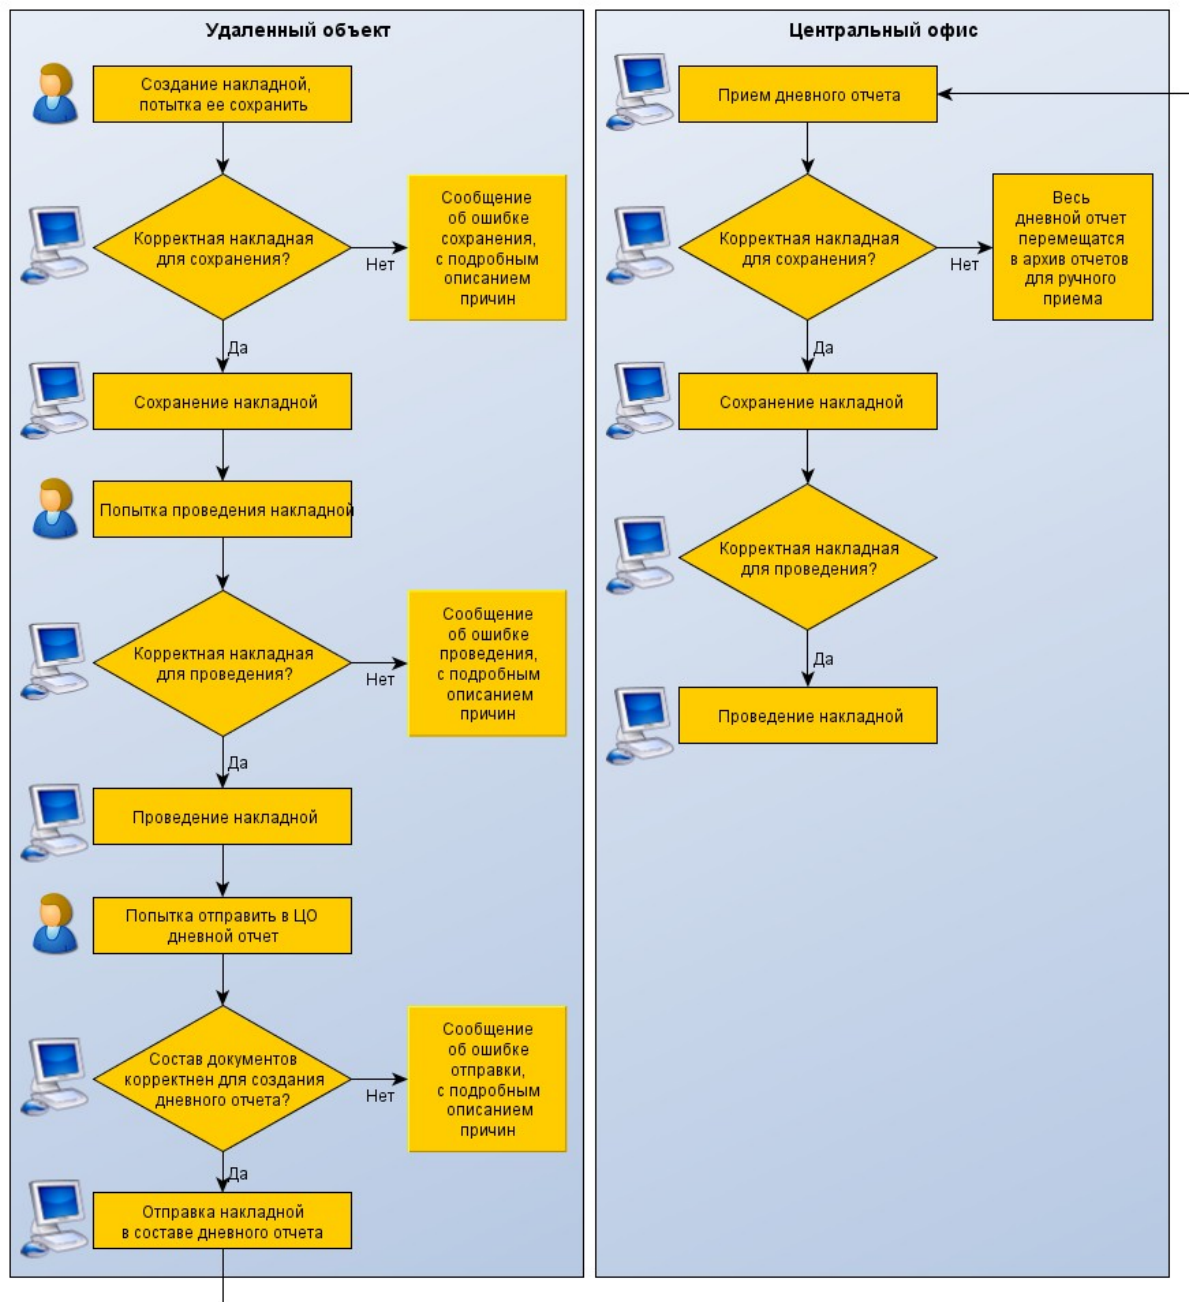 Удаленный объект
Создание накладной,
потытка ее сохранить
Корректная накладная
для сохранения?
Нет
Сообщение
об ошибке
сохранения,
с подробным
описанием
причин
Да
Сохранение накладной
Попытка проведения накладной
Корректная накладная
для проведения?
Нет
Сообщение
об ошибке
проведения,
с подробным
описанием
причин
Да
Проведение накладной
Попытка отправить в ЦО
дневной отчет
Состав документов
корректнен для создания
дневного отчета?
Нет
Сообщение
об ошибке
отправки,
с подробным
описанием
причин
Да
Отправка накладной
в составе дневного отчета
Центральный офис
Прием дневного отчета
Корректная накладная
для сохранения?
Нет
Весь
дневной отчет
перемещатся
в архив отчетов
для ручного
приема
Да
Сохранение накладной
Корректная накладная
для проведения?
Да
Проведение накладной